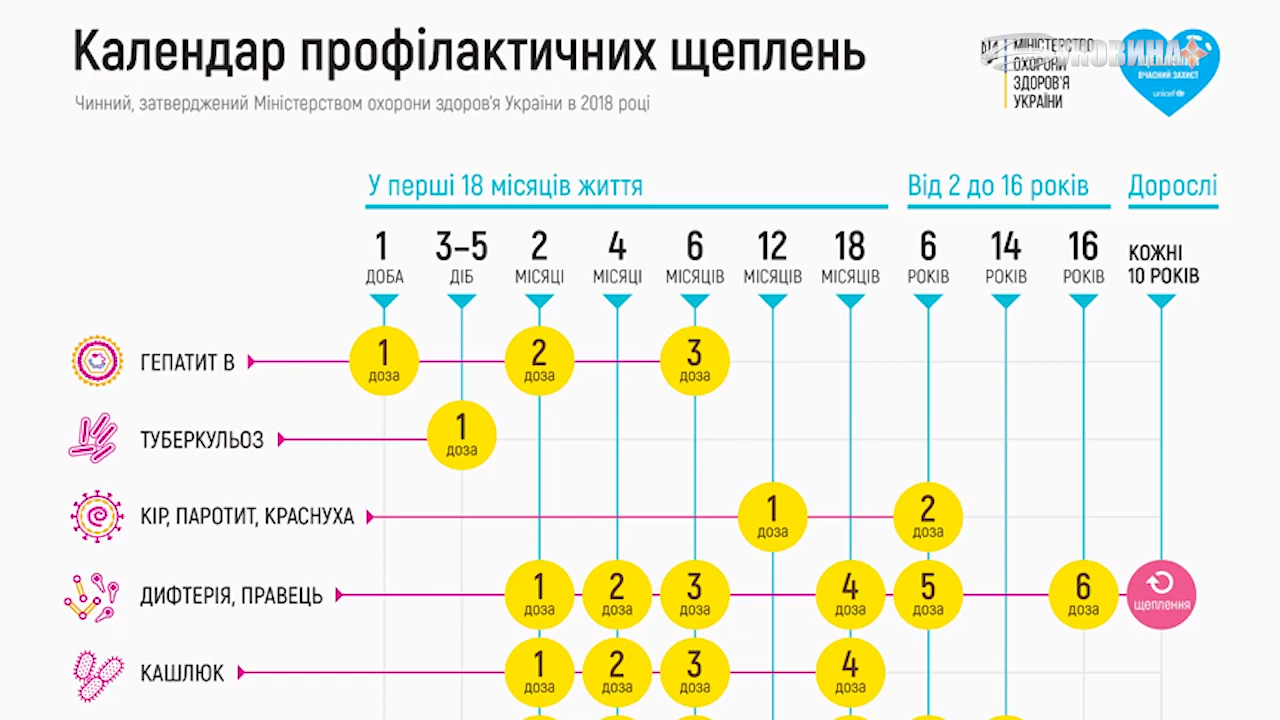 Календар профілактичних щеплень
Чинний, затверджений Міністерством охорони здоров'я України в 2018 році
МІНІСТЕРСТВО
ОХОРОНИ
ЗДОРОВ'Я
УКРАЇНИ
ВЧАСНИЙ ЗАХИСТ
unicef
У перші 18 місяців життя
Від 2 до 16 років
Дорослі
1 3–5 2 4 6 12 18 6 14 16 КОЖНІ
ДОБА ДІБ МІСЯЦІ МІСЯЦІ МІСЯЦІВ МІСЯЦІВ МІСЯЦІВ РОКІВ РОКІВ РОКІВ 10 РОКІВ
ГЕПАТИТ В 1 2 3
доза доза доза
ТУБЕРКУЛЬОЗ 1
доза
КІР, ПАРОТИТ, КРАСНУХА 1 2
доза доза
ДИФТЕРІЯ, ПРАВЕЦЬ 1 2 3 4 5 6
доза доза доза доза доза доза щеплення
КАШЛЮК 1 2 3 4
доза доза доза доза